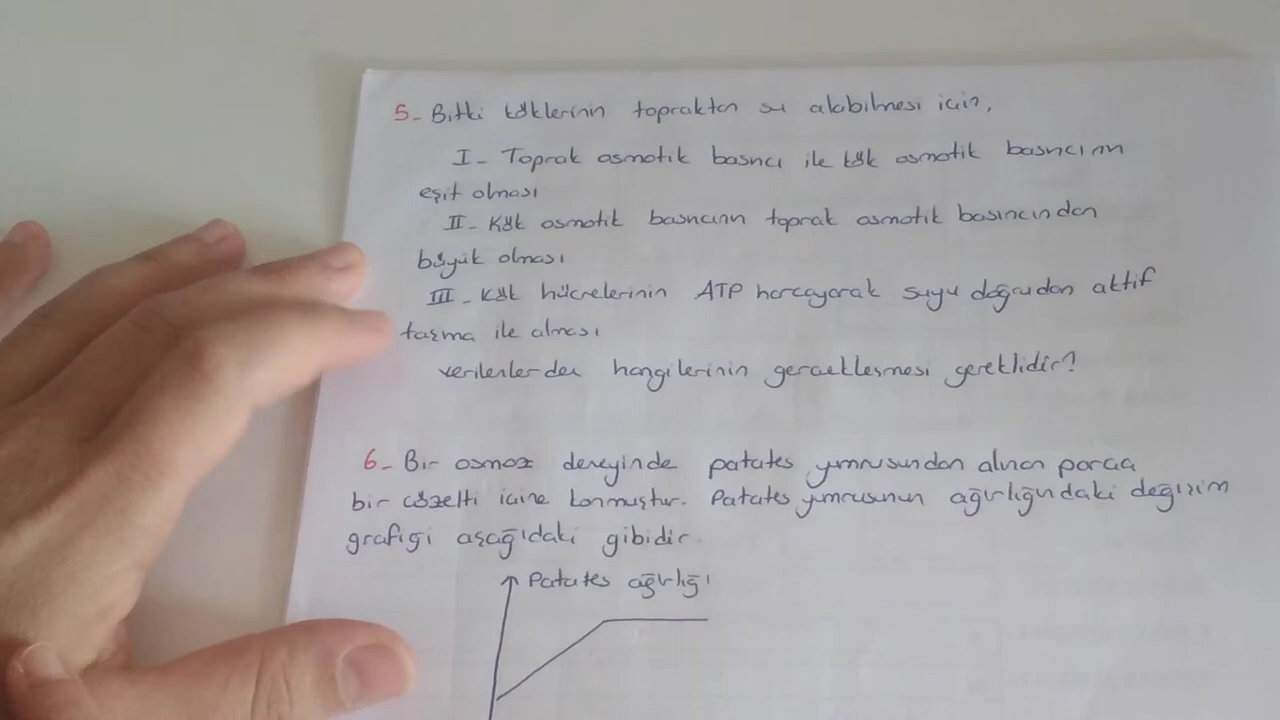 5- Bitki köklerinin topraktan su alabilmesi için,
I- Toprak osmotik basıncı ile kök osmotik basıncının
eşit olması
II- Kök osmotik basıncının toprak osmotik basıncından
büyük olması
III- Kök hücrelerinin ATP harcayarak suyu doğrudan aktif
taşıma ile alması
verilenlerden hangilerinin gerçekleşmesi gereklidir?
6- Bir osmoz deneyinde patates yumrusundan alınan parça
bir çözelti içine konmuştur. Patates yumrusunun ağırlığındaki değişim
grafiği aşağıdaki gibidir.
Patates ağırlığı